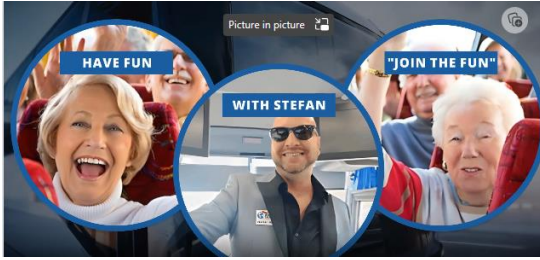 Picture in picture
HAVE FUN
WITH STEFAN
"JOIN THE FUN"